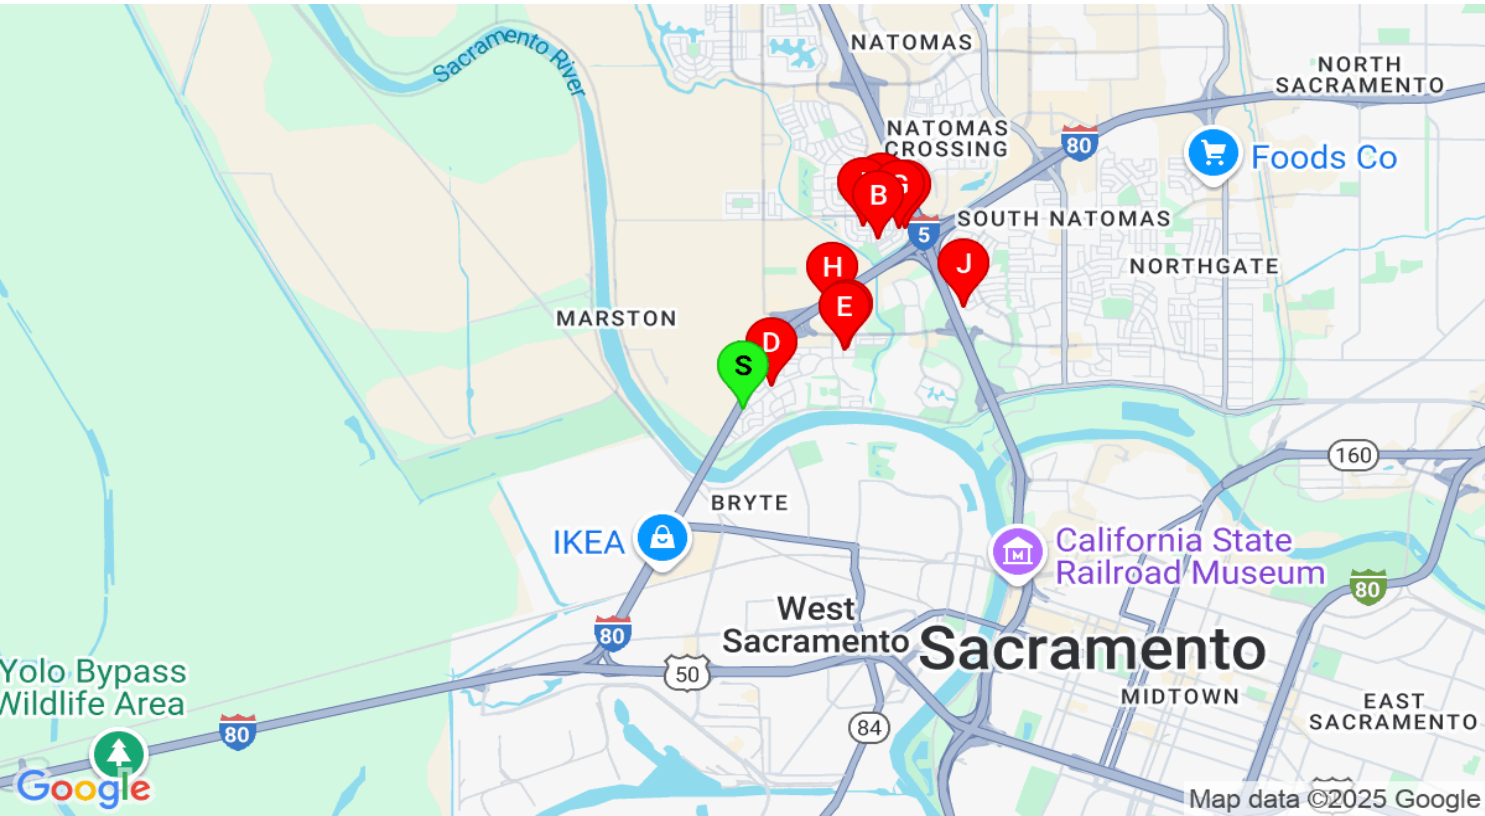 Sacramento River
NATOMAS
NORTH
SACRAMENTO
NATOMAS
CROSSING
80
Foods Co
G
B
SOUTH NATOMAS
5
H
J
NORTHGATE
E
MARSTON
D
S
160
BRYTE
IKEA
California State
Railroad Museum
M
80
West
Sacramento
Sacramento
80
50
Yolo Bypass
Wildlife Area
MIDTOWN
EAST
SACRAMENTO
84
80
Google
Map data ©2025 Google